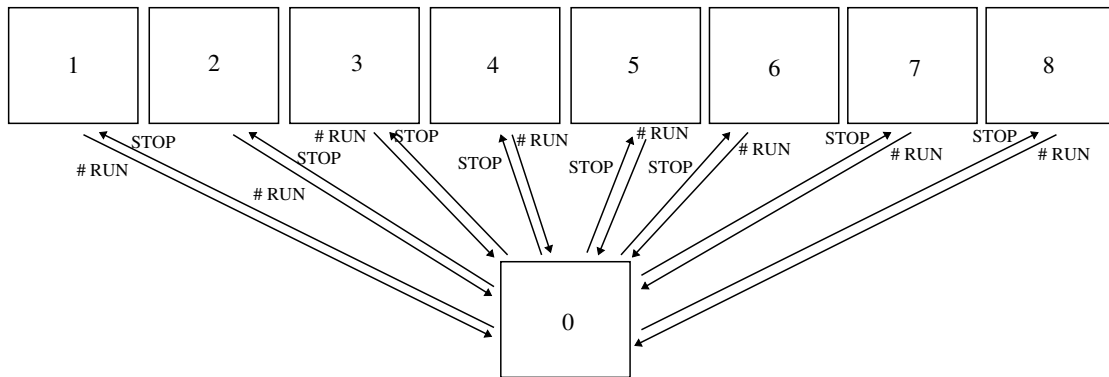 1 2 3 4 5 6 7 8
STOP # RUN STOP # RUN STOP # RUN STOP STOP
STOP STOP STOP STOP # RUN # RUN # RUN
# RUN
# RUN
0